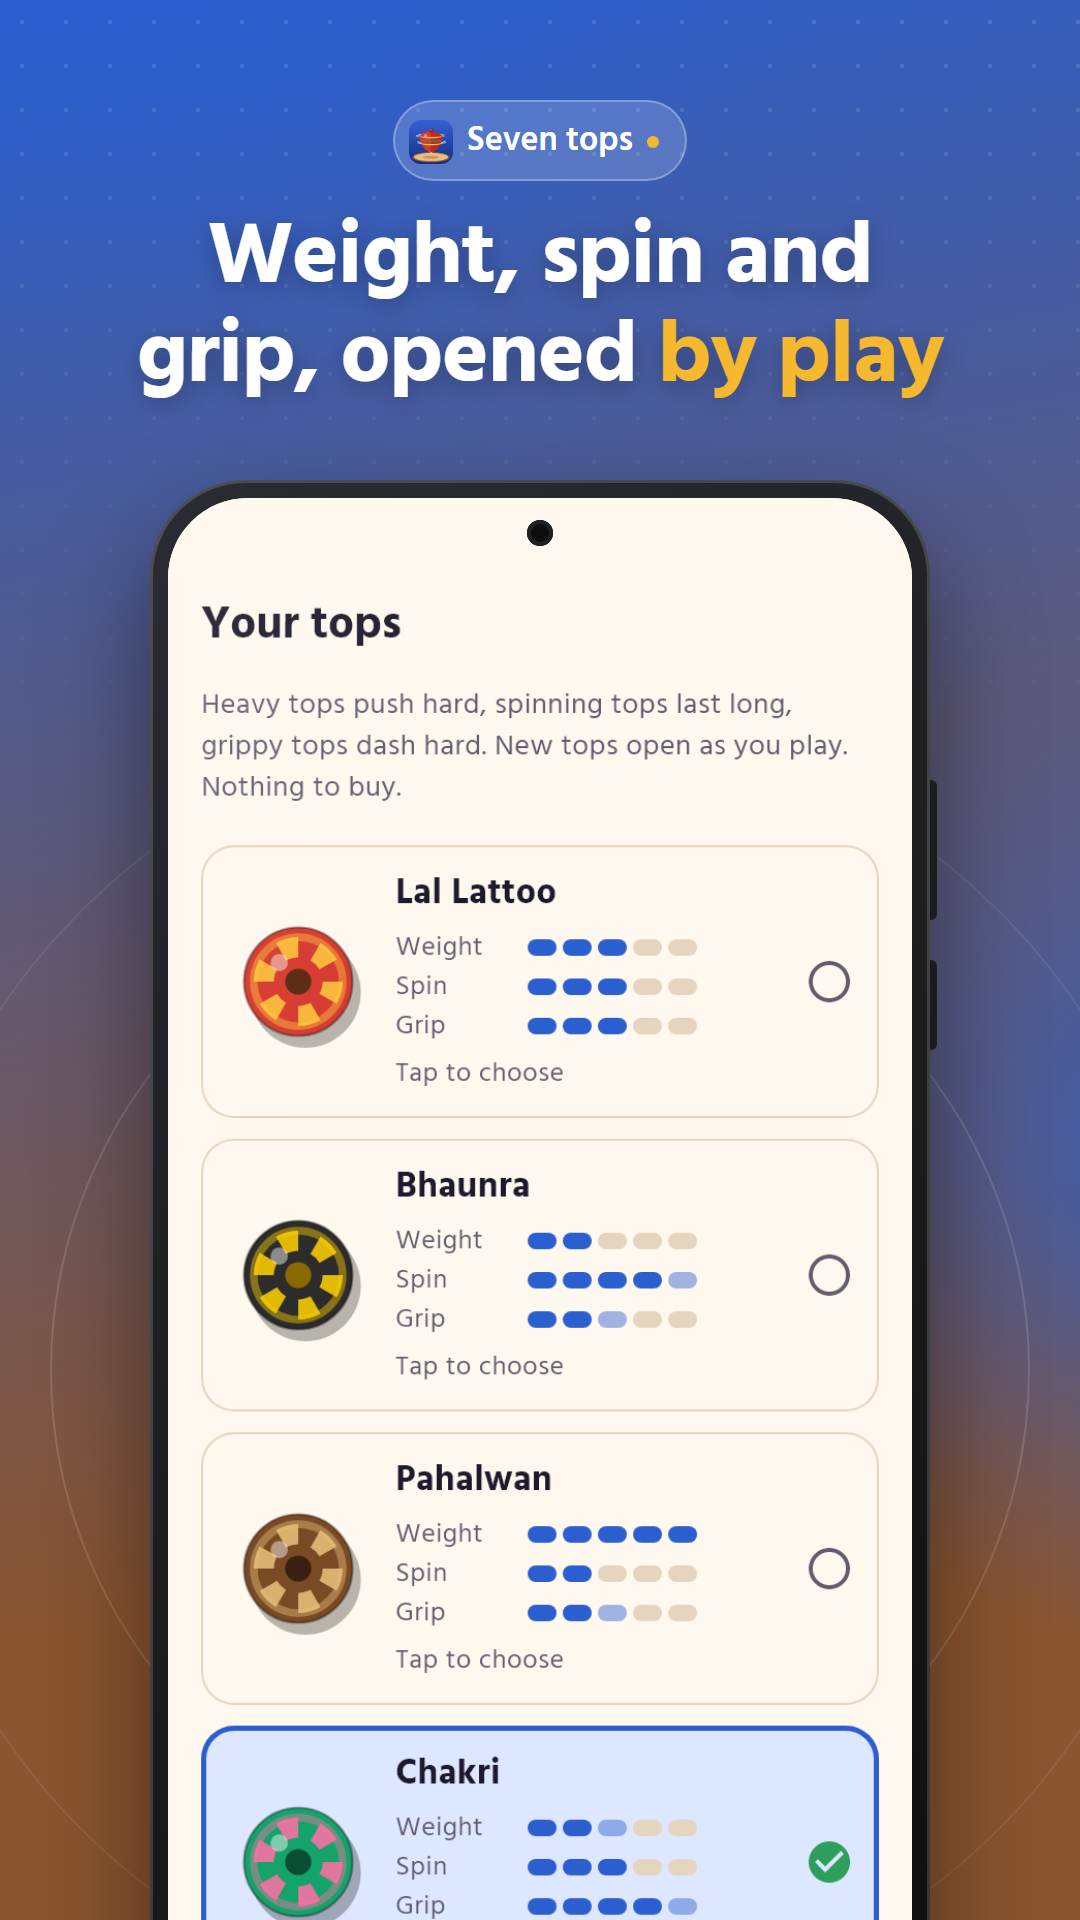 Seven tops
Weight, spin and
grip, opened by play
Your tops
Heavy tops push hard, spinning tops last long,
grippy tops dash hard. New tops open as you play.
Nothing to buy.
Lal Lattoo
Weight
Spin
Grip
Tap to choose
Bhaunra
Weight
Spin
Grip
Tap to choose
Pahalwan
Weight
Spin
Grip
Tap to choose
Chakri
Weight
Spin
Grip